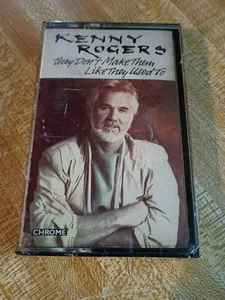 KENNY
ROGERS
They Don't Make Them
Like They Used To
CHROME